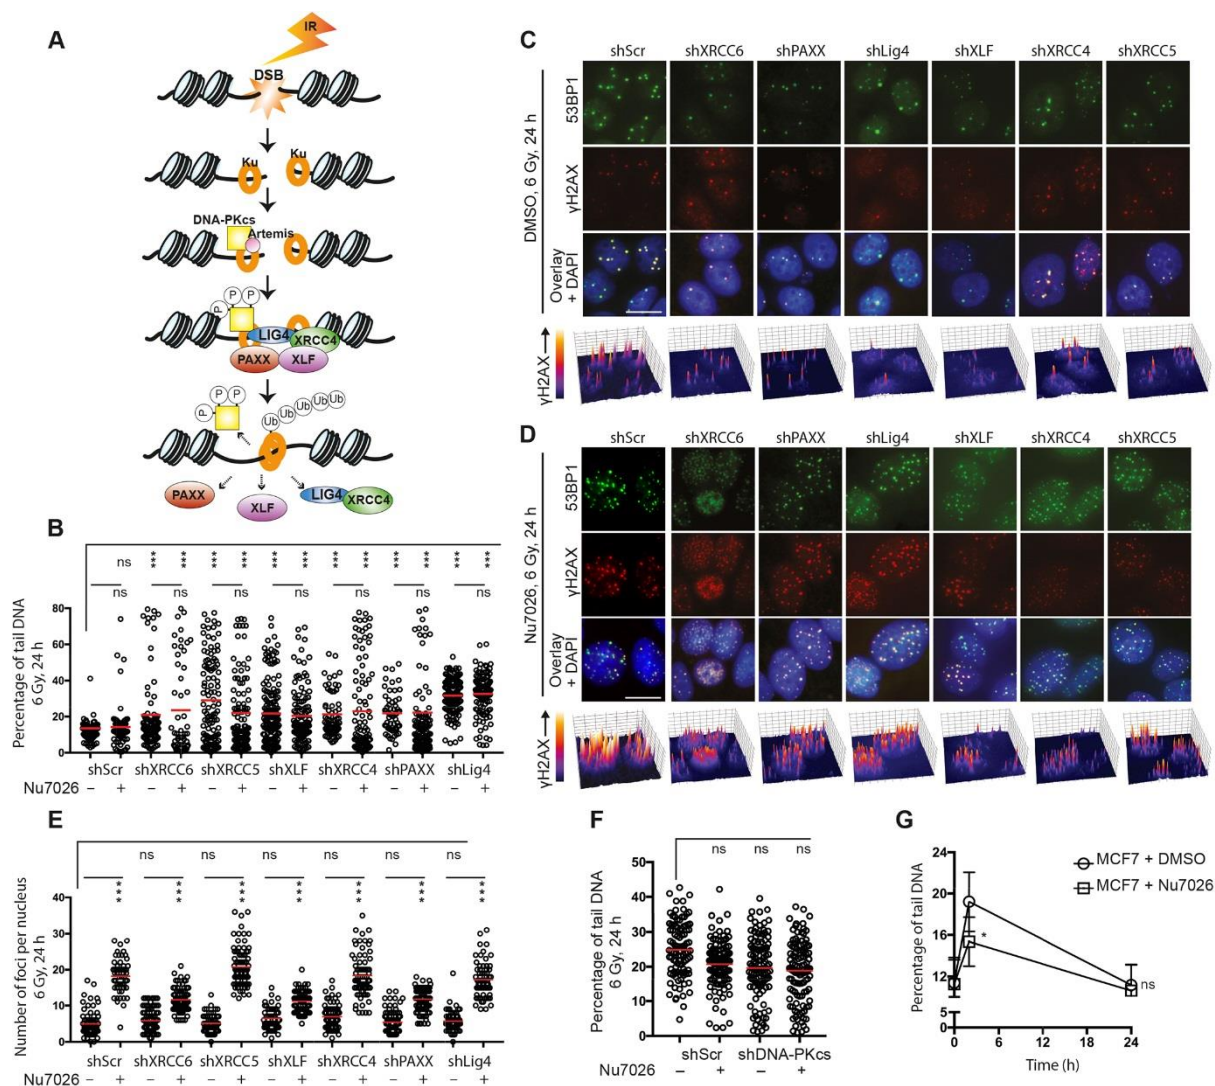 A
IR
DSB
Ku
Ku
DNA-PKcs
Artemis
P
P
P
LIG4
XRCC4
PAXX
XLF
P
P
P
Ub
Ub
Ub
Ub
Ub
Ub
PAXX
XLF
LIG4
XRCC4
B
ns *** *** *** *** *** *** *** *** *** *** *** ***
ns ns ns ns ns ns ns
Percentage of tail DNA
6 Gy, 24 h
80
60
40
20
0
shScr shXRCC6 shXRCC5 shXLF shXRCC4 shPAXX shLig4
Nu7026 – + – + – + – + – + – + – +
C
shScr shXRCC6 shPAXX shLig4 shXLF shXRCC4 shXRCC5
DMSO, 6 Gy, 24 h
53BP1
γH2AX
Overlay
+ DAPI
γH2AX
D
shScr shXRCC6 shPAXX shLig4 shXLF shXRCC4 shXRCC5
Nu7026, 6 Gy, 24 h
53BP1
γH2AX
Overlay
+ DAPI
γH2AX
E
ns ns ns ns ns ns
*** *** *** *** *** *** ***
Number of foci per nucleus
6 Gy, 24 h
40
30
20
10
0
shScr shXRCC6 shXRCC5 shXLF shXRCC4 shPAXX shLig4
Nu7026 – + – + – + – + – + – + – +
F
ns ns ns
Percentage of tail DNA
6 Gy, 24 h
50
40
30
20
10
0
shScr shDNA-PKcs
Nu7026 – + – +
G
Percentage of tail DNA
24
20
16
12
5
0
MCF7 + DMSO
MCF7 + Nu7026
*
ns
0 6 12 18 24
Time (h)